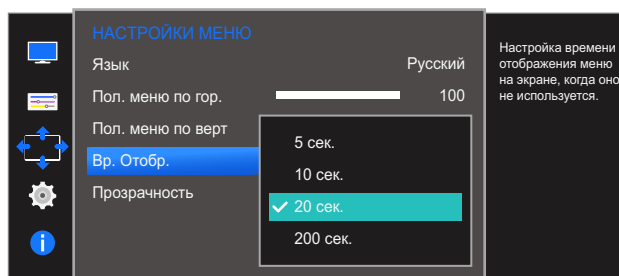 НАСТРОЙКИ МЕНЮ
Язык Русский
Пол. меню по гор. 100
Пол. меню по верт
Вр. Отобр.
Прозрачность
5 сек.
10 сек.
20 сек.
200 сек.
Настройка времени
отображения меню
на экране, когда оно
не используется.